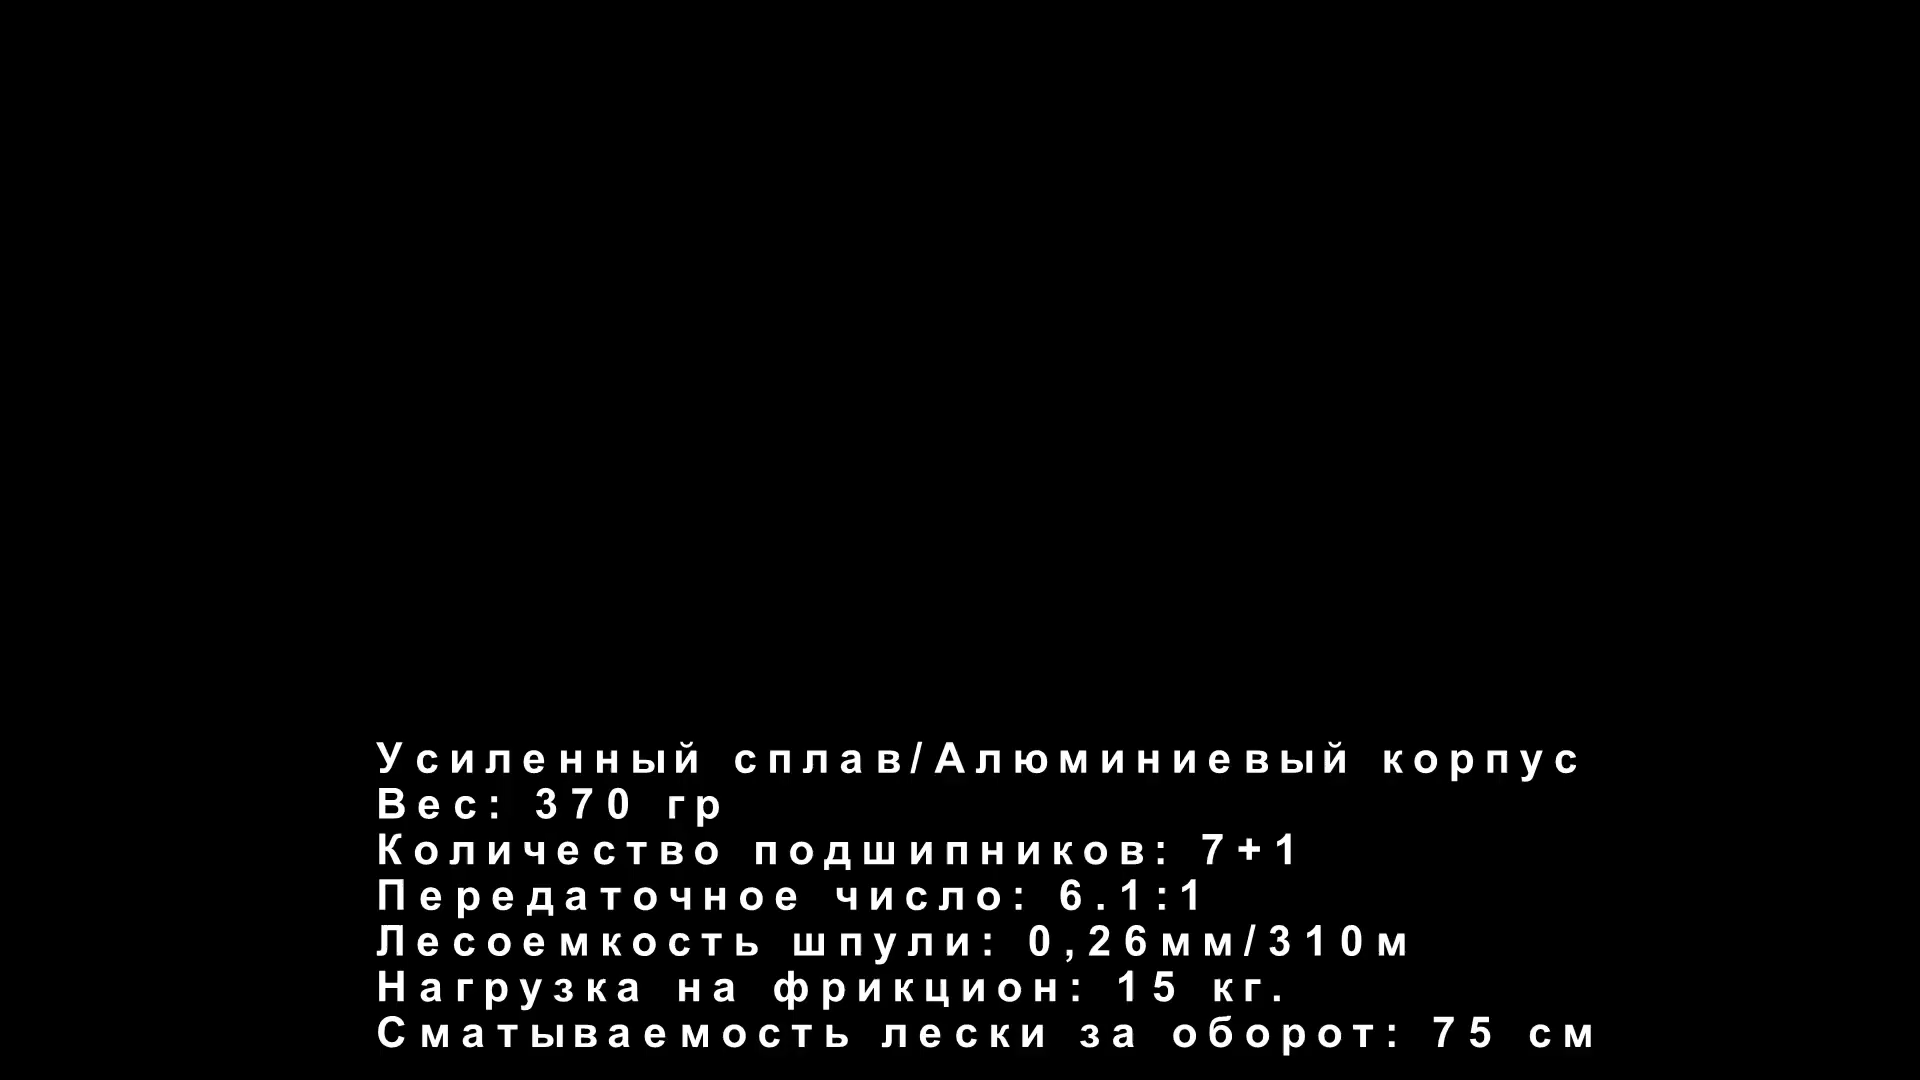 Усиленный сплав/Алюминиевый корпус
Вес: 370 гр
Количество подшипников: 7+1
Передаточное число: 6.1:1
Лесоемкость шпули: 0,26мм/310м
Нагрузка на фрикцион: 15 кг.
Сматываемость лески за оборот: 75 см